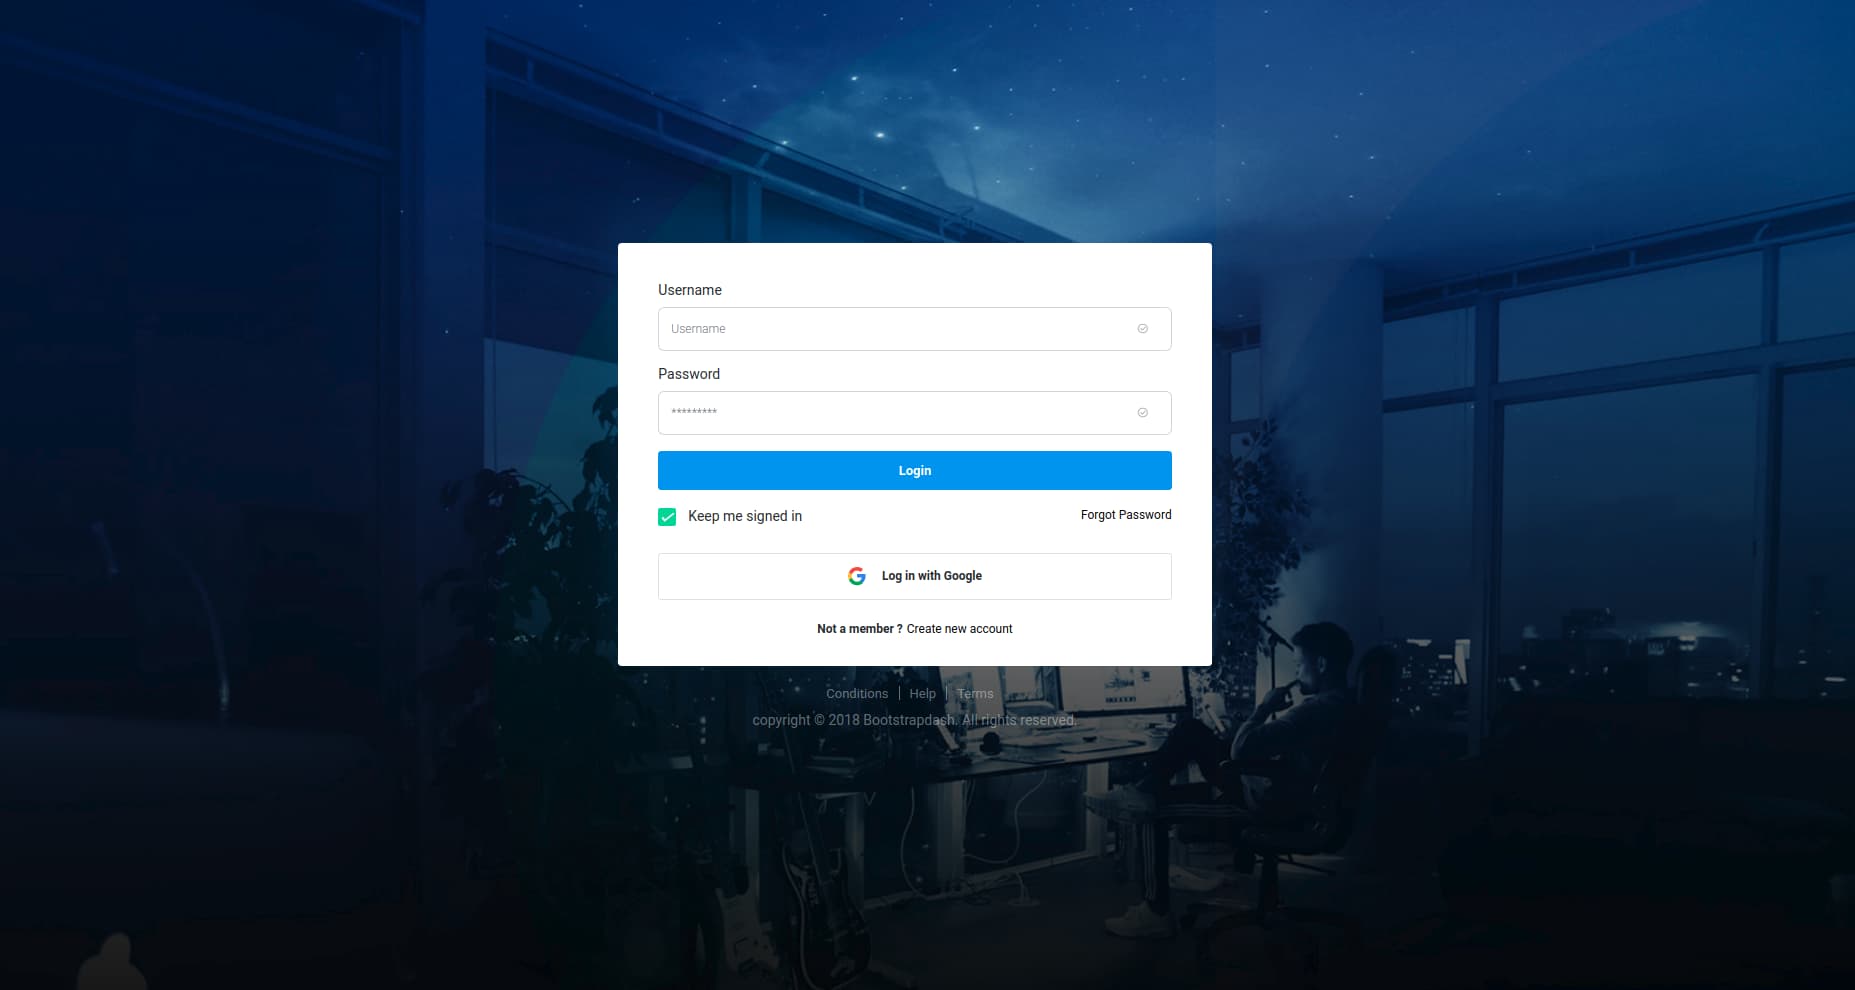 Username
Username
Password
*********
Login
Keep me signed in
Forgot Password
Log in with Google
Not a member ? Create new account
Conditions
Help
Terms
copyright © 2018 Bootstrapdash. All rights reserved.